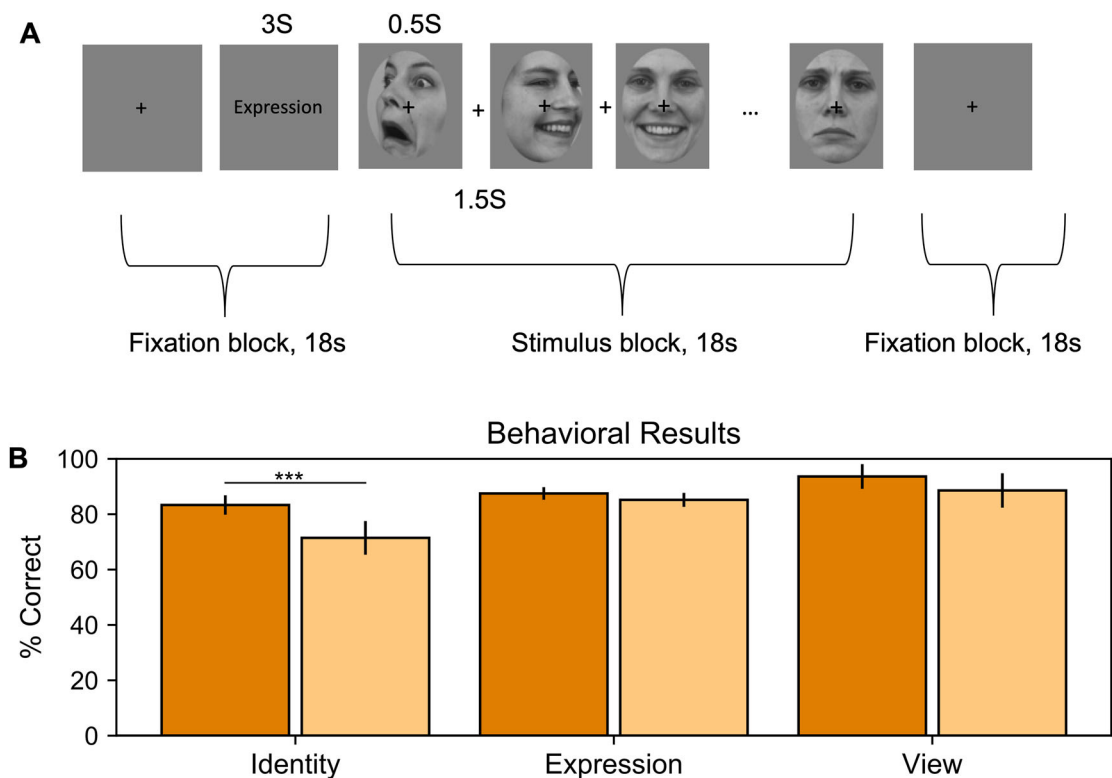 A
3S 0.5S
+ Expression + + + + + + ... + +
1.5S
Fixation block, 18s Stimulus block, 18s Fixation block, 18s
Behavioral Results
B
***
% Correct
100
80
60
40
20
0
Identity Expression View